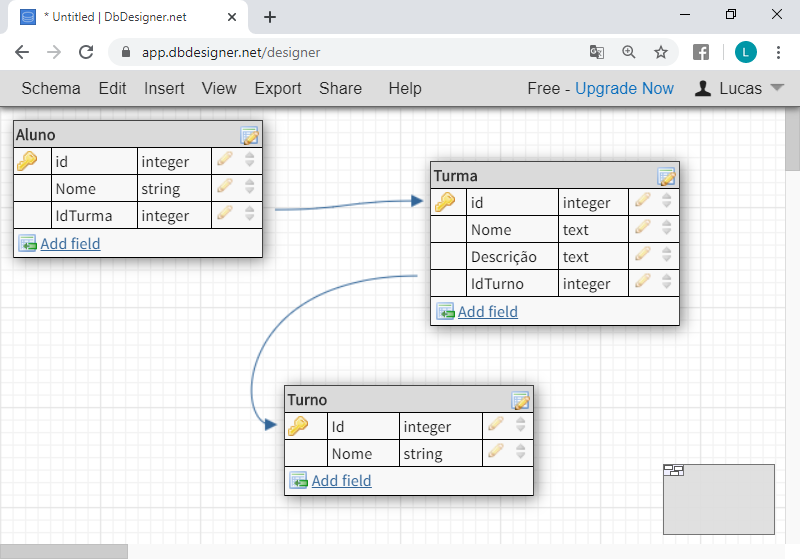 * Untitled | DbDesigner.net
app.dbdesigner.net/designer
L
Schema Edit Insert View Export Share Help Free - Upgrade Now Lucas
Aluno
id integer
Nome string
IdTurma integer
Add field
Turma
id integer
Nome text
Descrição text
IdTurno integer
Add field
Turno
Id integer
Nome string
Add field